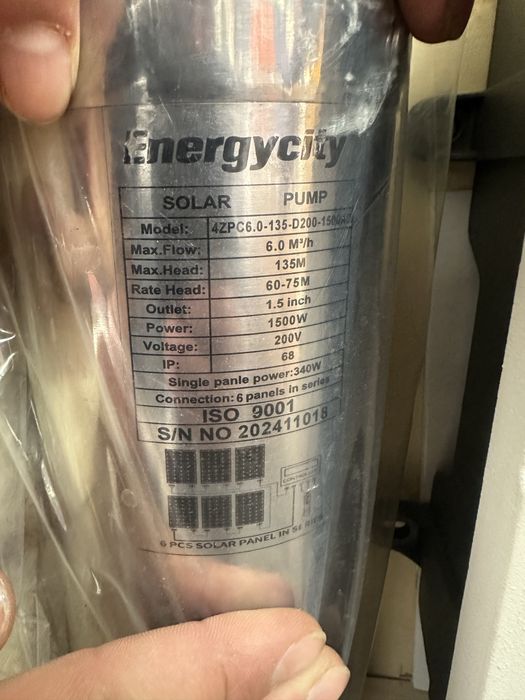 Energycity
SOLAR PUMP
Model: 4ZPC6.0-135-D200-1500
Max.Flow: 6.0 M³/h
Max.Head: 135M
Rate Head: 60-75M
Outlet: 1.5 inch
Power: 1500W
Voltage: 200V
IP: 68
Single panle power:340W
Connection: 6 panels in series
ISO 9001
S/N NO 202411018
6 PCS SOLAR PANEL IN